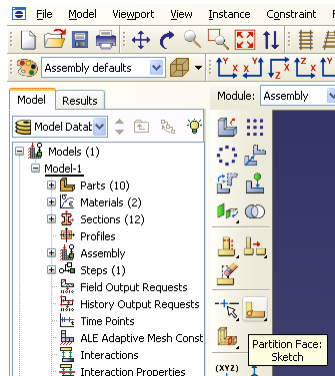 File Model Viewport View Instance Constraint F
Assembly defaults
Model Results Module: Assembly
Model Datab
Models (1)
Model-1
Parts (10)
Materials (2)
Sections (12)
Profiles
Assembly
Steps (1)
Field Output Requests
History Output Requests
Time Points
ALE Adaptive Mesh Const
Interactions
Interaction Properties
Partition Face:
Sketch
(XYZ)